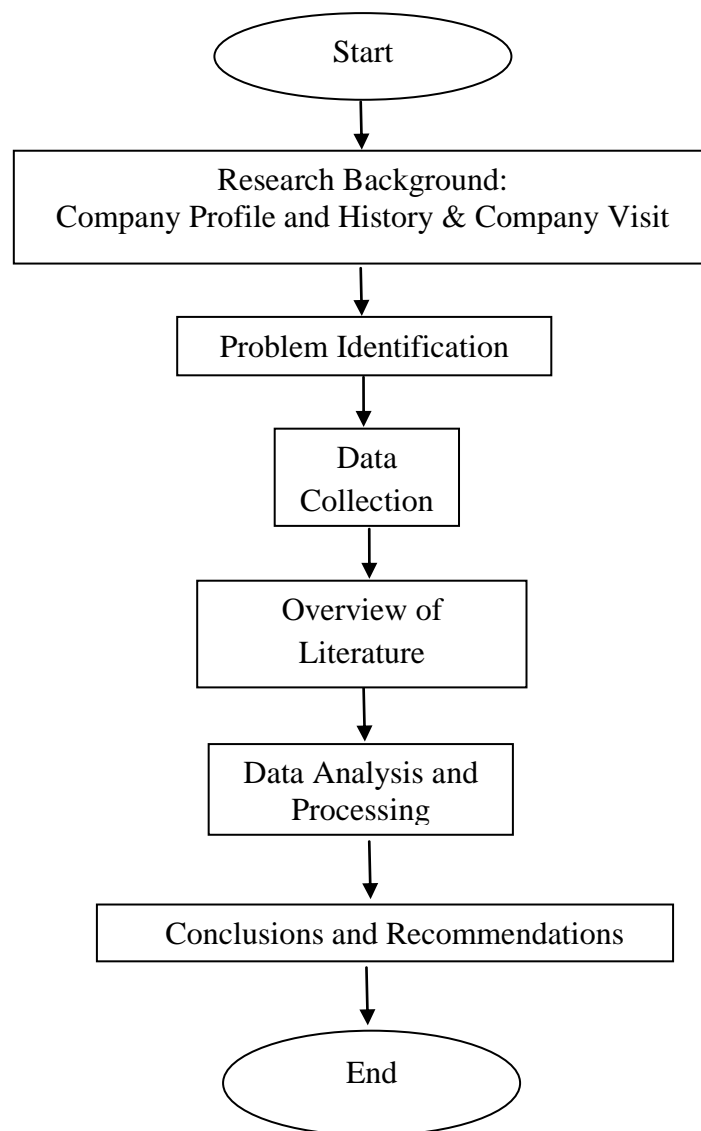 Start
Research Background:
Company Profile and History & Company Visit
Problem Identification
Data
Collection
Overview of
Literature
Data Analysis and
Processing
Conclusions and Recommendations
End